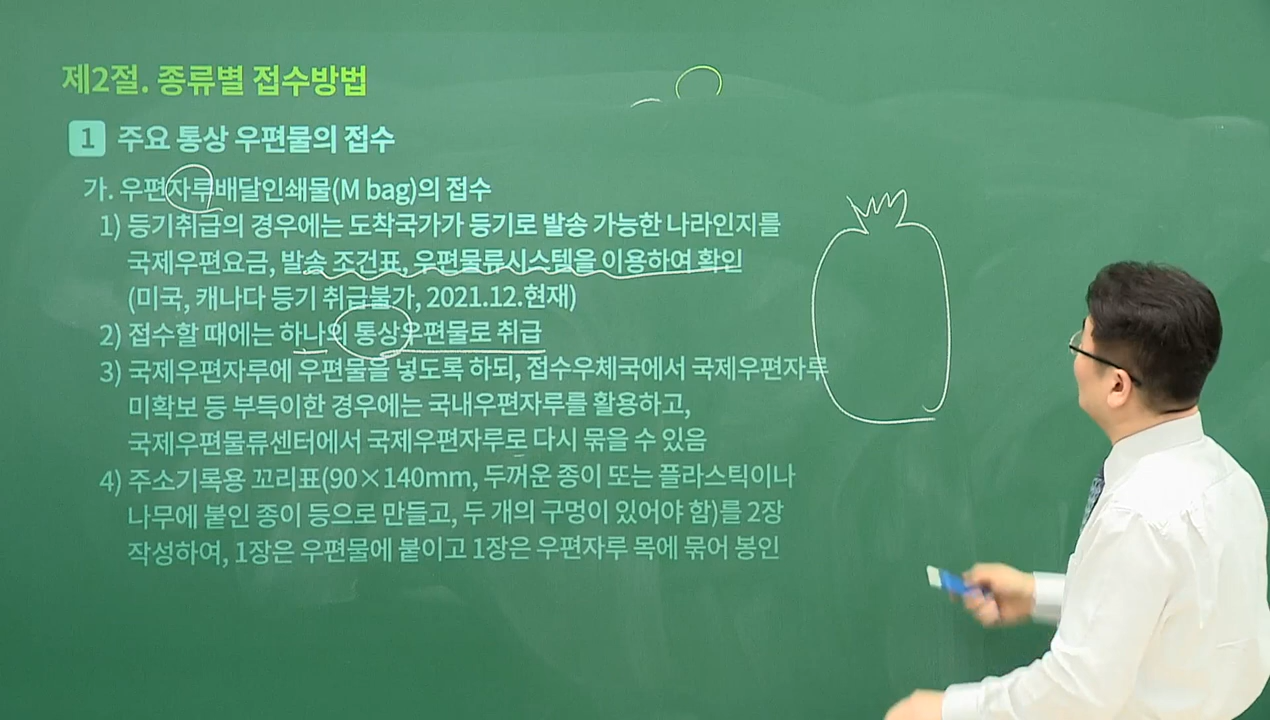 제2절. 종류별 접수방법
1 주요 통상 우편물의 접수
가. 우편자루배달인쇄물(M bag)의 접수
1) 등기취급의 경우에는 도착국가가 등기로 발송 가능한 나라인지를
국제우편요금, 발송 조건표, 우편물류시스템을 이용하여 확인
(미국, 캐나다 등기 취급불가, 2021.12.현재)
2) 접수할 때에는 하나의 통상우편물로 취급
3) 국제우편자루에 우편물을 넣도록 하되, 접수우체국에서 국제우편자루
미확보 등 부득이한 경우에는 국내우편자루를 활용하고,
국제우편물류센터에서 국제우편자루로 다시 묶을 수 있음
4) 주소기록용 꼬리표(90×140mm, 두꺼운 종이 또는 플라스틱이나
나무에 붙인 종이 등으로 만들고, 두 개의 구멍이 있어야 함)를 2장
작성하여, 1장은 우편물에 붙이고 1장은 우편자루 목에 묶어 봉인